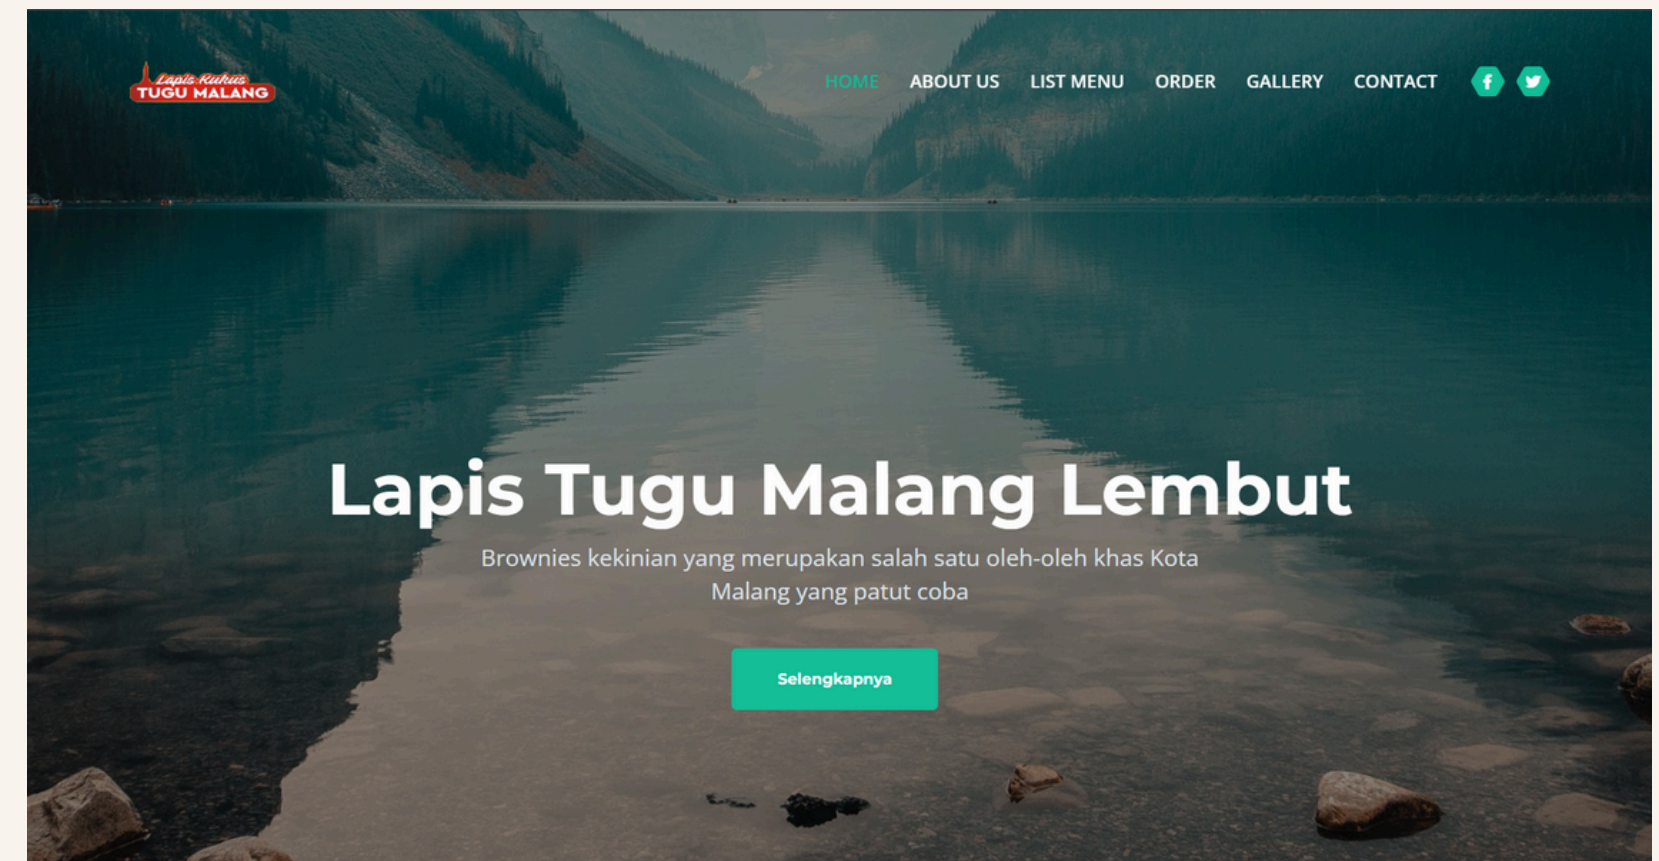 Lapis Kukus
TUGU MALANG
HOME ABOUT US LIST MENU ORDER GALLERY CONTACT
Lapis Tugu Malang Lembut
Brownies kekinian yang merupakan salah satu oleh-oleh khas Kota
Malang yang patut coba
Selengkapnya